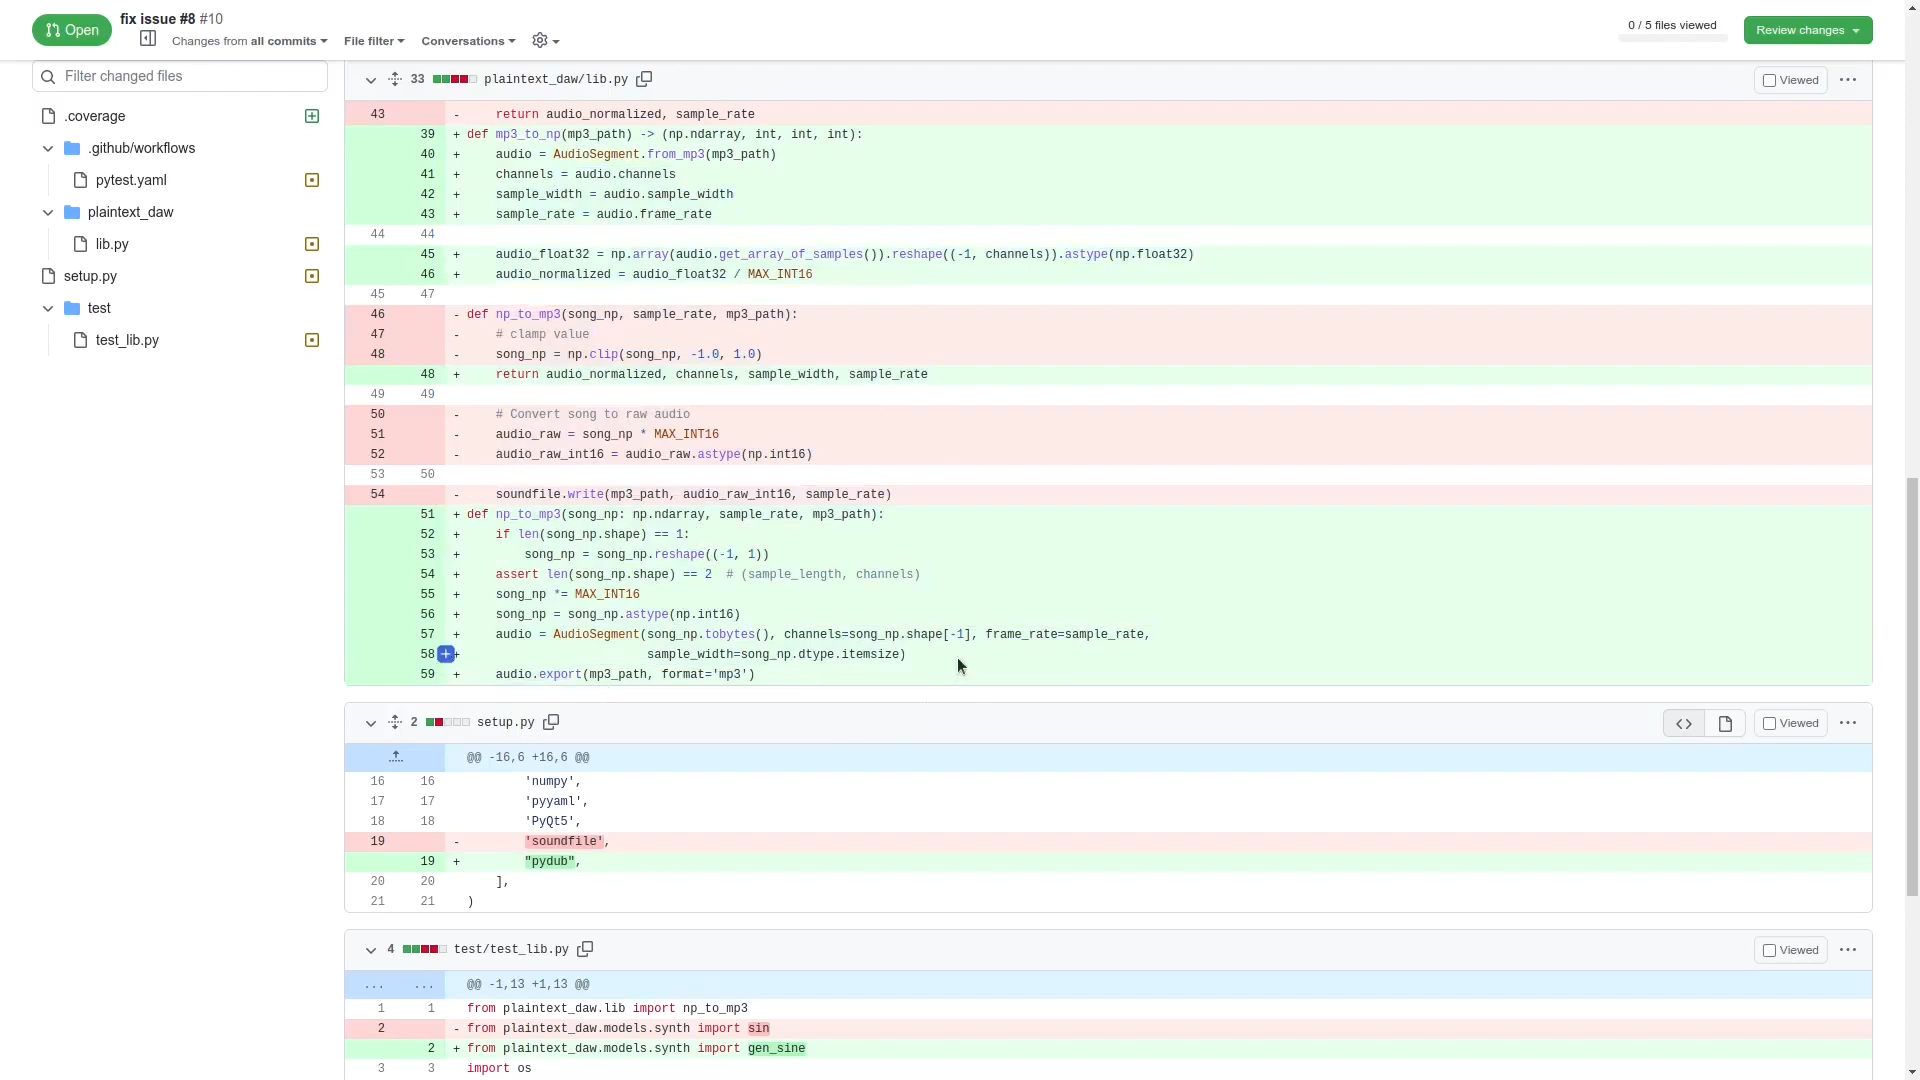 Open
fix issue #8 #10
Changes from all commits
File filter
Conversations
0 / 5 files viewed
Review changes
Filter changed files
.coverage
.github/workflows
pytest.yaml
plaintext_daw
lib.py
setup.py
test
test_lib.py
33 plaintext_daw/lib.py
Viewed
43 - return audio_normalized, sample_rate
39 + def mp3_to_np(mp3_path) -> (np.ndarray, int, int, int):
40 + audio = AudioSegment.from_mp3(mp3_path)
41 + channels = audio.channels
42 + sample_width = audio.sample_width
43 + sample_rate = audio.frame_rate
44 44
45 + audio_float32 = np.array(audio.get_array_of_samples()).reshape((-1, channels)).astype(np.float32)
46 + audio_normalized = audio_float32 / MAX_INT16
45 47
46 - def np_to_mp3(song_np, sample_rate, mp3_path):
47 - # clamp value
48 - song_np = np.clip(song_np, -1.0, 1.0)
48 + return audio_normalized, channels, sample_width, sample_rate
49 49
50 - # Convert song to raw audio
51 - audio_raw = song_np * MAX_INT16
52 - audio_raw_int16 = audio_raw.astype(np.int16)
53 50
54 - soundfile.write(mp3_path, audio_raw_int16, sample_rate)
51 + def np_to_mp3(song_np: np.ndarray, sample_rate, mp3_path):
52 + if len(song_np.shape) == 1:
53 + song_np = song_np.reshape((-1, 1))
54 + assert len(song_np.shape) == 2 # (sample_length, channels)
55 + song_np *= MAX_INT16
56 + song_np = song_np.astype(np.int16)
57 + audio = AudioSegment(song_np.tobytes(), channels=song_np.shape[-1], frame_rate=sample_rate,
58 + sample_width=song_np.dtype.itemsize)
59 + audio.export(mp3_path, format='mp3')
2 setup.py
Viewed
@@ -16,6 +16,6 @@
16 16 'numpy',
17 17 'pyyaml',
18 18 'PyQt5',
19 - 'soundfile',
19 + "pydub",
20 20 ],
21 21 )
4 test/test_lib.py
Viewed
... ... @@ -1,13 +1,13 @@
1 1 from plaintext_daw.lib import np_to_mp3
2 - from plaintext_daw.models.synth import sin
2 + from plaintext_daw.models.synth import gen_sine
3 3 import os